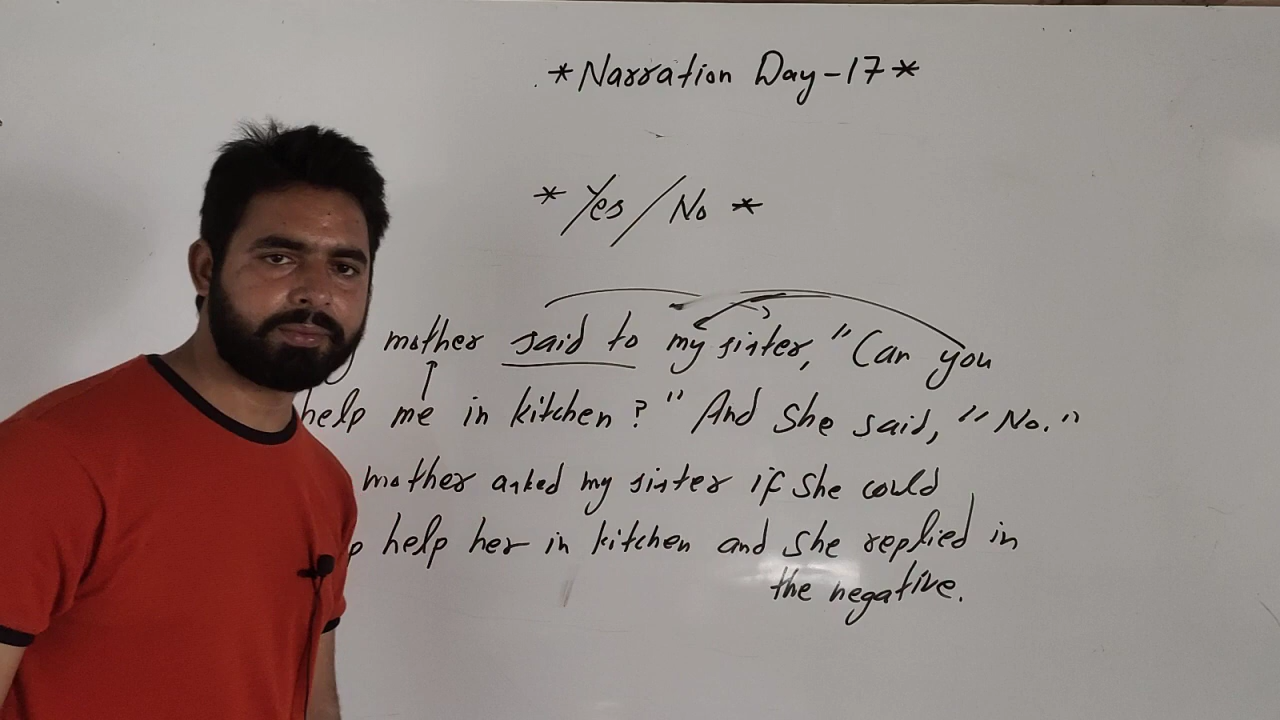 *Narration Day-17*
*Yes/No*
mother said to my sister, "Can you
help me in kitchen?" And she said, "No."
mother asked my sister if she could
p help her in kitchen and she replied in
the negative.